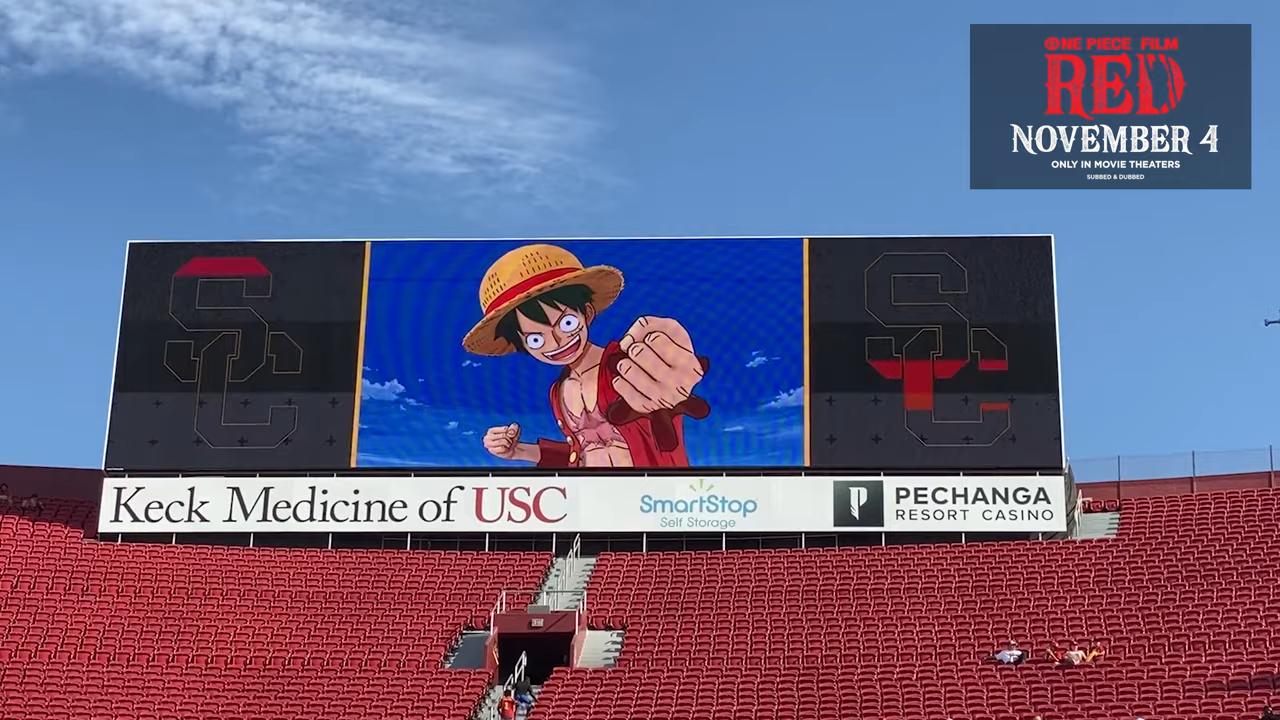 ONE PIECE FILM
RED
NOVEMBER 4
ONLY IN MOVIE THEATERS
SUBBED & DUBBED
SC
SC
Keck Medicine of USC
SmartStop
Self Storage
P
PECHANGA
RESORT CASINO